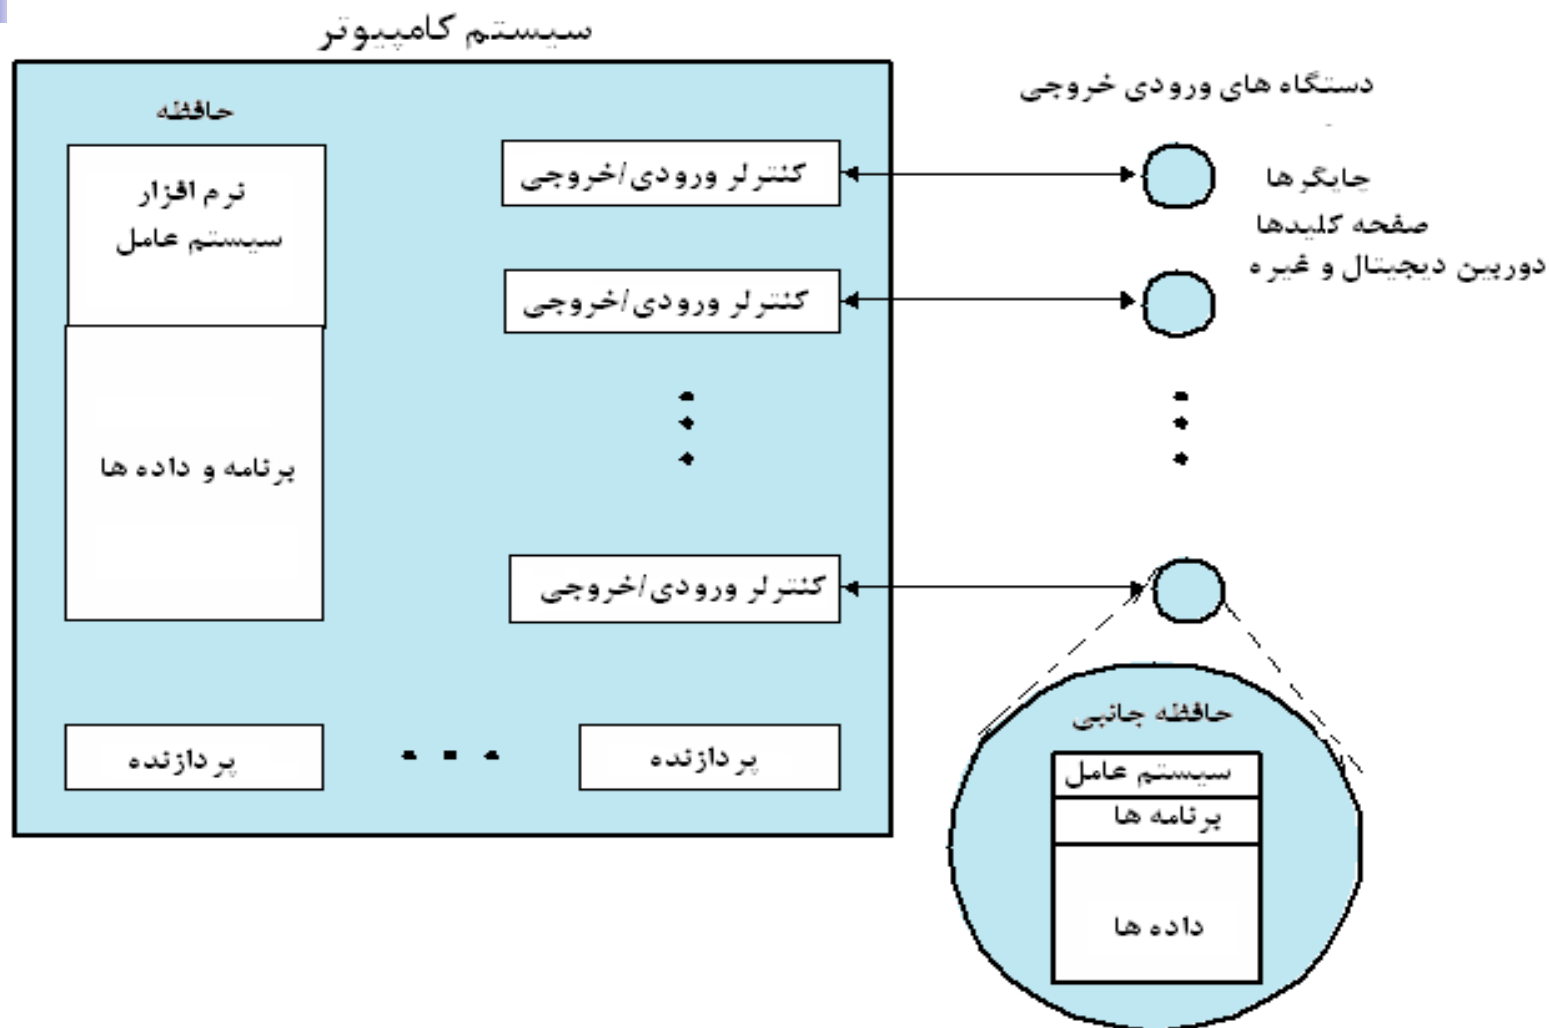 سیستم کامپیوتر
دستگاه های ورودی خروجی
حافظه
نرم افزار
سیستم عامل
برنامه و داده ها
کنترلر ورودی/خروجی
کنترلر ورودی/خروجی
کنترلر ورودی/خروجی
پردازنده
پردازنده
چاپگرها
صفحه کلیدها
دوربین دیجیتال و غیره
حافظه جانبی
سیستم عامل
برنامه ها
داده ها